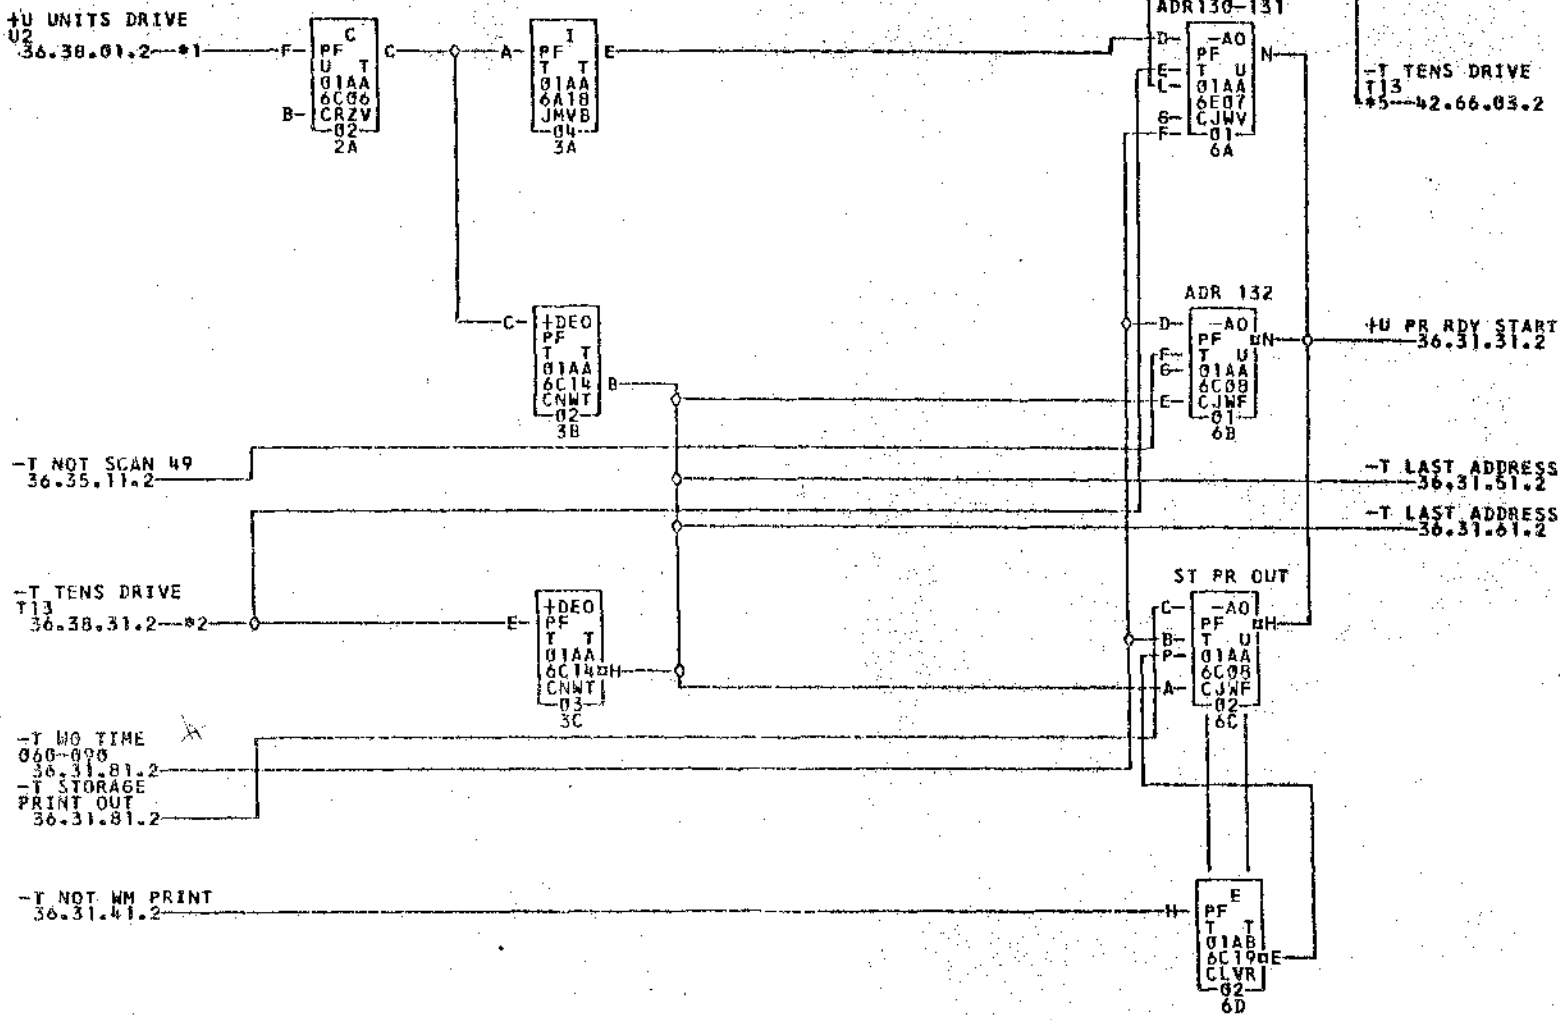 +U UNITS DRIVE
U2
36.38.01.2--*1
F-
B-
C
PF
U T
01AA
6C06
CRZV
02
2A
C
A
I
PF
T T
01AA
6A18
JMVB
04
3A
E
ADR130-131
D-
E-
L-
G-
F-
-AO
PF
T U
01AA
6E07
CJWV
01
6A
N
-T TENS DRIVE
T13
*5--42.66.03.2
C-
+DEO
PF
T T
01AA
6C14
CNWT
02
3B
B
ADR 132
D-
F-
G-
E-
-AO
PF
T U
01AA
6C08
CJWF
01
6B
N
+U PR RDY START
36.31.31.2
-T NOT SCAN 49
36.35.11.2
-T LAST ADDRESS
36.31.51.2
-T LAST ADDRESS
36.31.61.2
-T TENS DRIVE
T13
36.38.31.2--*2
E-
+DEO
PF
T T
01AA
6C14
CNWT
03
3C
H
ST PR OUT
C-
B-
P-
A-
-AO
PF
T U
01AA
6C08
CJWF
02
6C
H
-T WO TIME
060-090
36.31.81.2
-T STORAGE
PRINT OUT
36.31.81.2
-T NOT WM PRINT
36.31.41.2
H
E
PF
T T
01AB
6C19
CLVR
02
6D
E